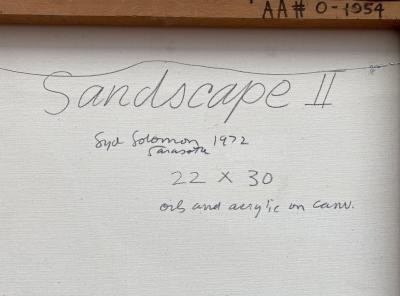 AA# 0-1954
Sandscape II
Syd Solomon 1972
Sarasota
22 x 30
oils and acrylic on canv.